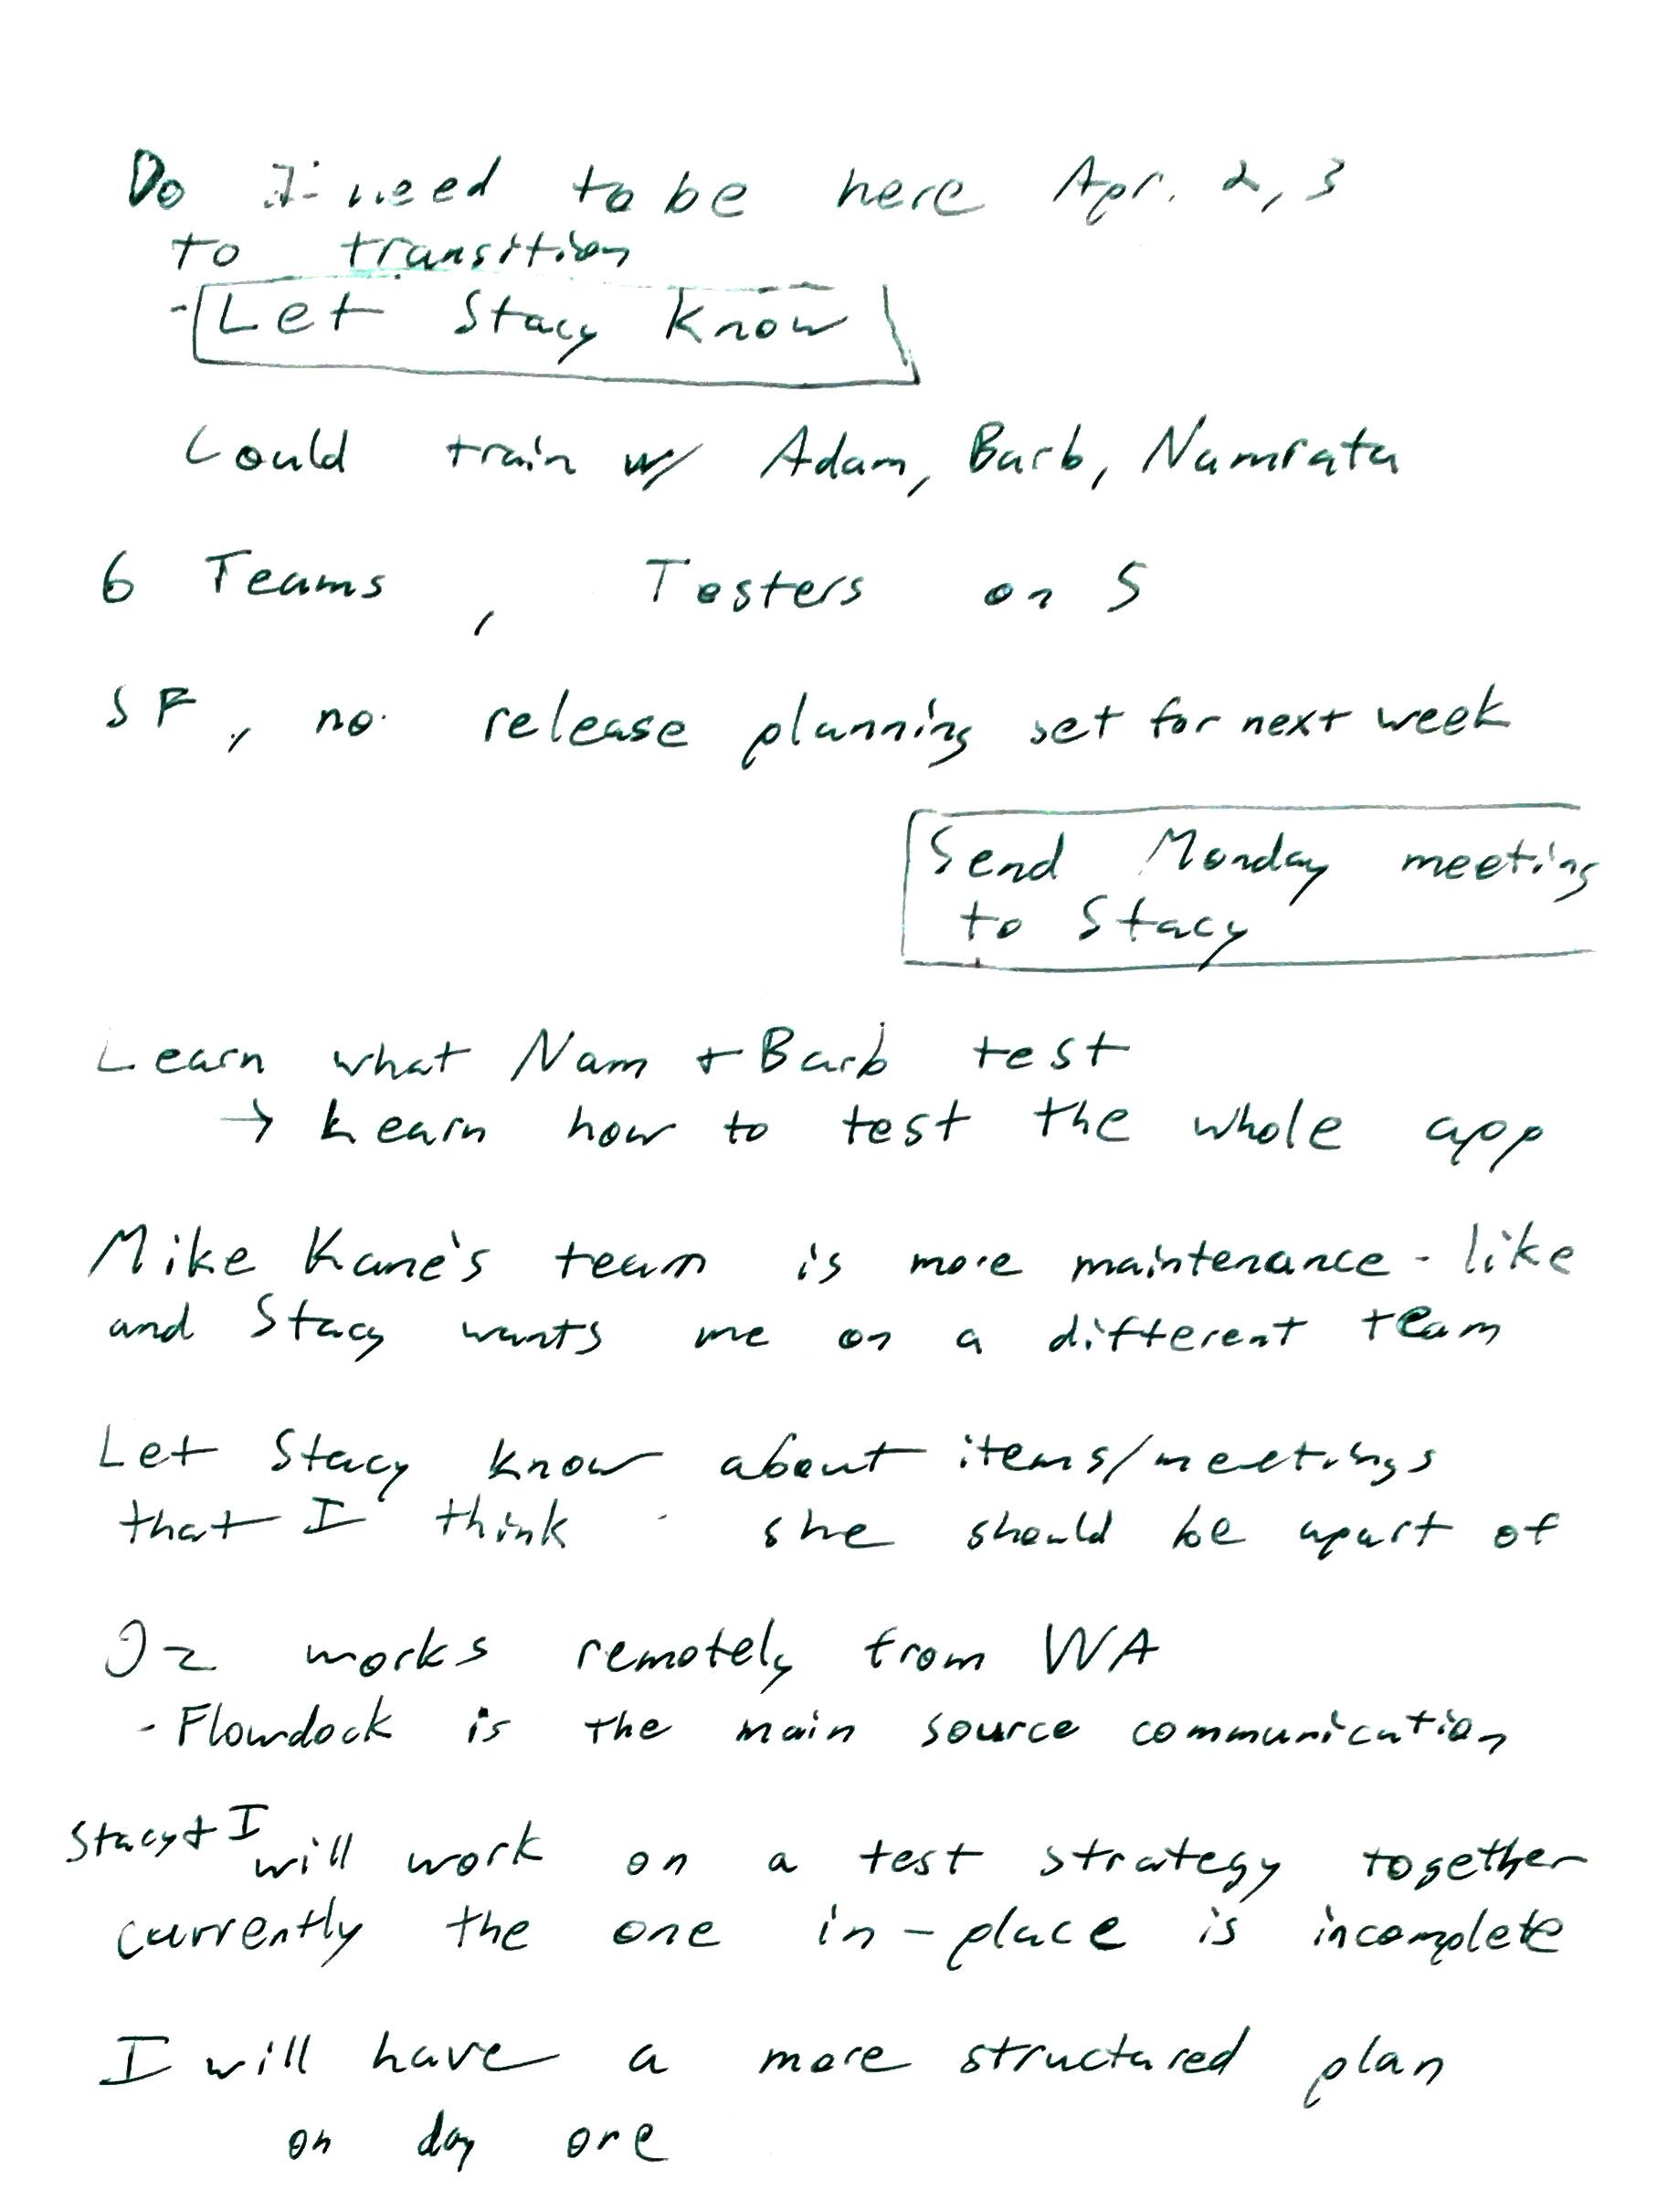 Do I need to be here Apr. 2, 3
to transition
- Let Stacy Know
Could train w/ Adam, Barb, Namrata
6 Teams, Testers on 5
SF, no release planning set for next week
Send Monday meeting
to Stacy
Learn what Nam + Barb test
→ Learn how to test the whole app
Mike Kane's team is more maintenance-like
and Stacy wants me on a different team
Let Stacy know about items/meetings
that I think she should be apart of
Oz works remotely from WA
- Flowdock is the main source communication
Stacy + I will work on a test strategy together
currently the one in-place is incomplete
I will have a more structured plan
on day one